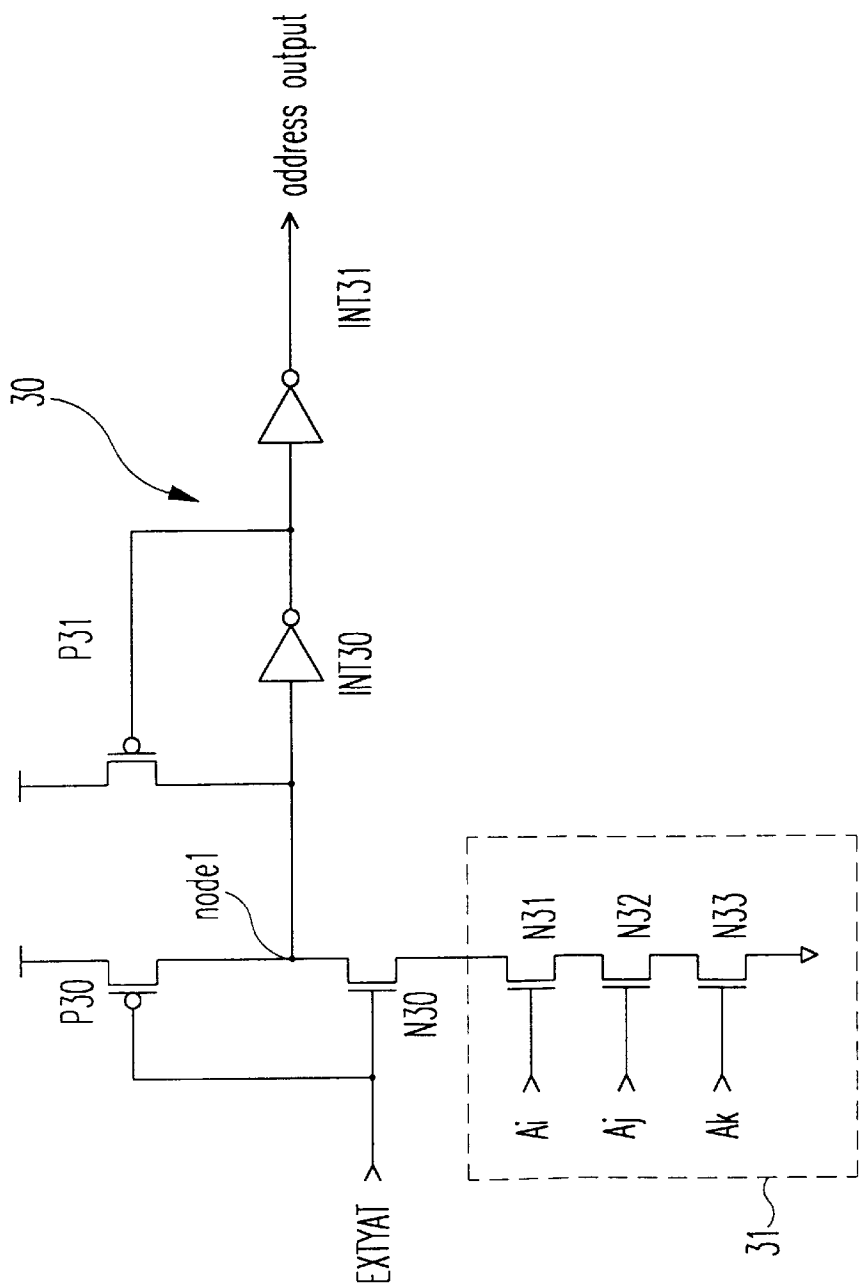 30
P31
P30
node1
INT30
INT31
address output
N30
EXTYAT
N31
N32
N33
Ai
Aj
Ak
31